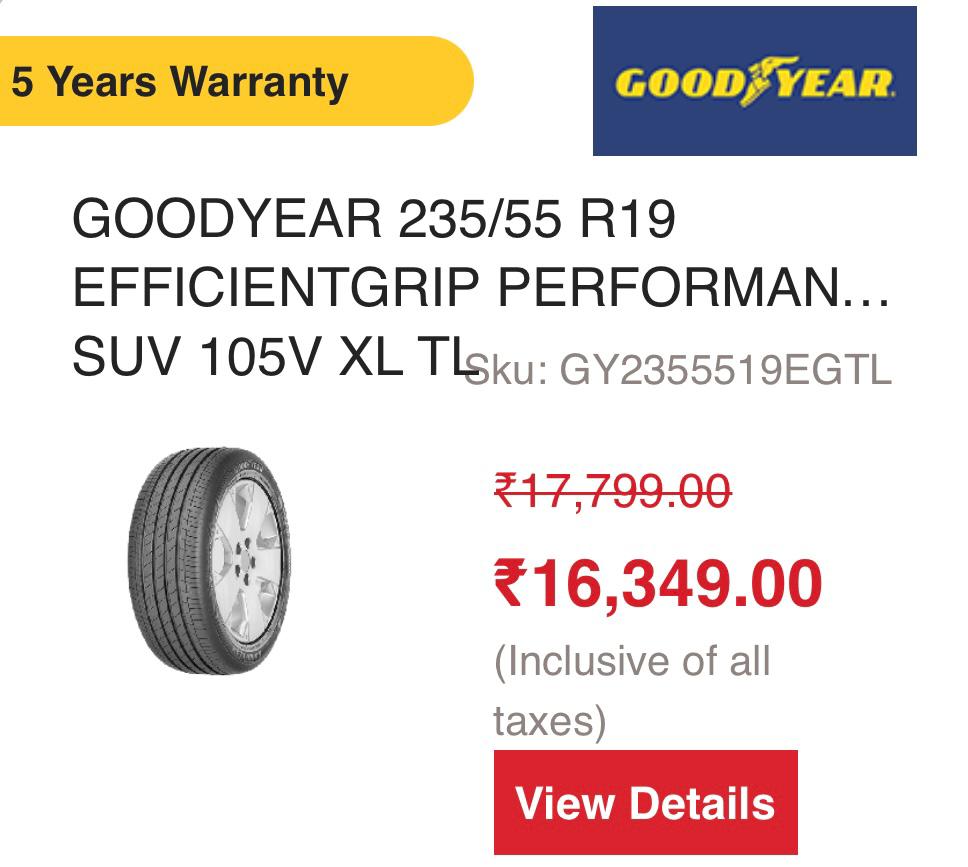 5 Years Warranty
GOODYEAR
GOODYEAR 235/55 R19
EFFICIENTGRIP PERFORMAN...
SUV 105V XL TL
Sku: GY2355519EGTL
₹17,799.00
₹16,349.00
(Inclusive of all
taxes)
View Details